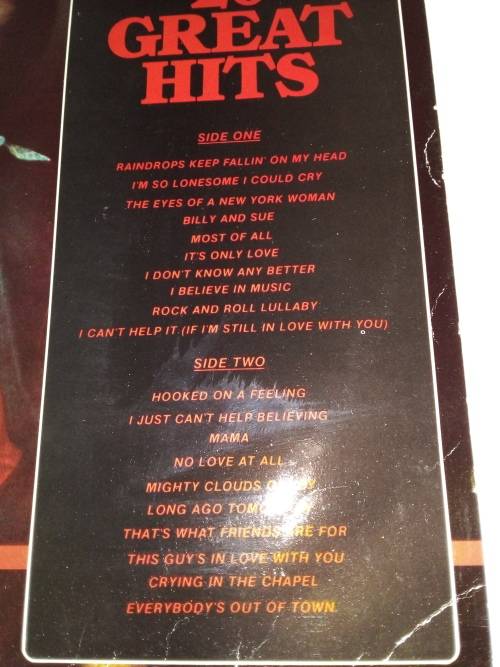 GREAT
HITS
SIDE ONE
RAINDROPS KEEP FALLIN' ON MY HEAD
I'M SO LONESOME I COULD CRY
THE EYES OF A NEW YORK WOMAN
BILLY AND SUE
MOST OF ALL
IT'S ONLY LOVE
I DON'T KNOW ANY BETTER
I BELIEVE IN MUSIC
ROCK AND ROLL LULLABY
I CAN'T HELP IT (IF I'M STILL IN LOVE WITH YOU)
SIDE TWO
HOOKED ON A FEELING
I JUST CAN'T HELP BELIEVING
MAMA
NO LOVE AT ALL
MIGHTY CLOUDS
LONG AGO
THAT'S WHAT FRIENDS ARE FOR
THIS GUY'S IN LOVE WITH YOU
CRYING IN THE CHAPEL
EVERYBODY'S OUT OF TOWN